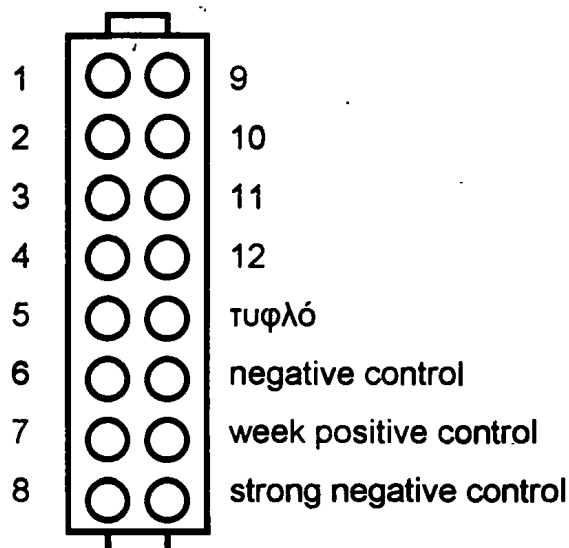 1 9
2 10
3 11
4 12
5 τυφλό
6 negative control
7 week positive control
8 strong negative control